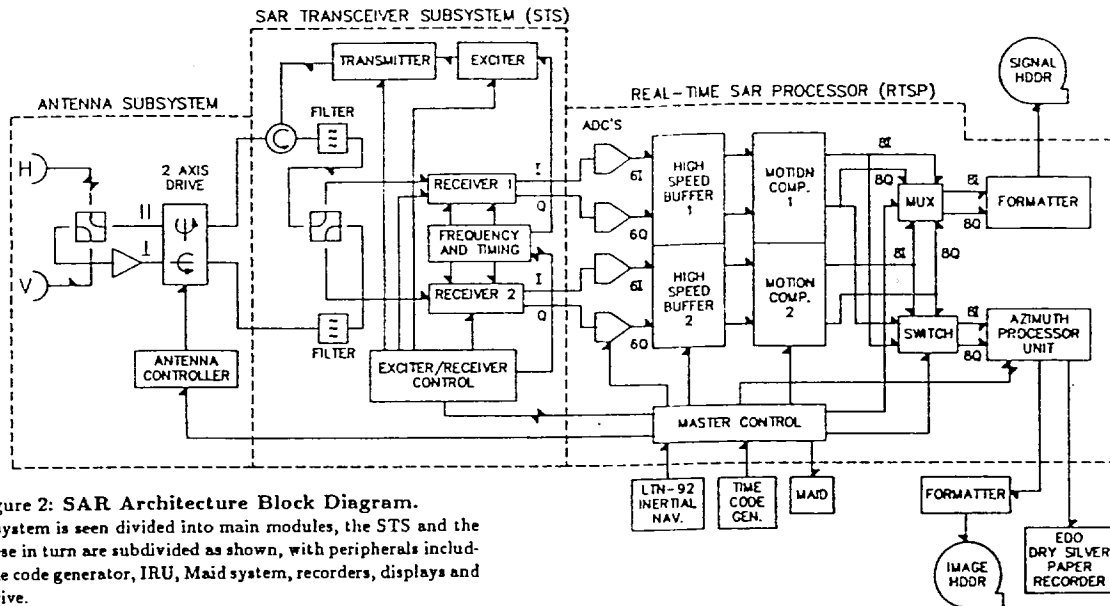 SAR TRANSCEIVER SUBSYSTEM (STS)
TRANSMITTER
EXCITER
SIGNAL
HDDR
ANTENNA SUBSYSTEM
FILTER
REAL-TIME SAR PROCESSOR (RTSP)
ADC'S
H
2 AXIS
DRIVE
C
I
RECEIVER 1
Q
6I
6Q
HIGH
SPEED
BUFFER
1
MOTION
COMP.
1
8I
8Q
MUX
8I
8Q
FORMATTER
||
⊥
V
FREQUENCY
AND TIMING
I
RECEIVER 2
Q
6I
6Q
HIGH
SPEED
BUFFER
2
MOTION
COMP.
2
8I
8Q
SWITCH
8I
8Q
AZIMUTH
PROCESSOR
UNIT
FILTER
ANTENNA
CONTROLLER
EXCITER/RECEIVER
CONTROL
MASTER CONTROL
LTN-92
INERTIAL
NAV.
TIME
CODE
GEN.
MAID
FORMATTER
EDO
DRY SILVER
PAPER
RECORDER
IMAGE
HDDR
gure 2: SAR Architecture Block Diagram.
system is seen divided into main modules, the STS and the
se in turn are subdivided as shown, with peripherals includ-
e code generator, IRU, Maid system, recorders, displays and
ive.